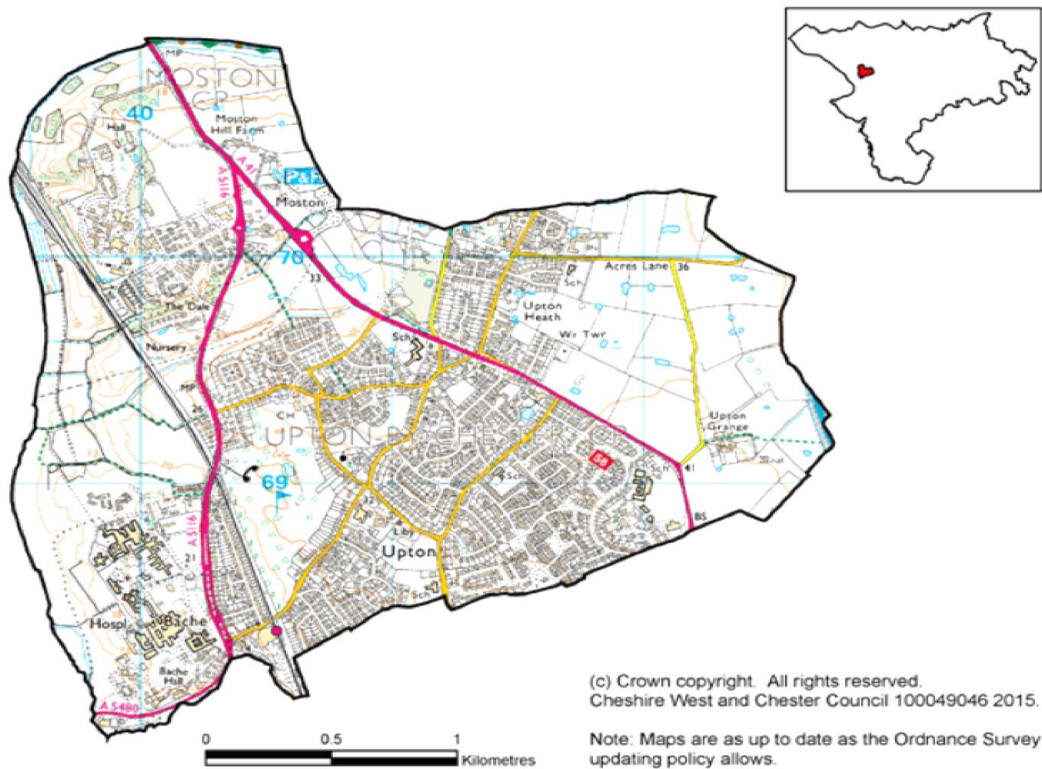 MP
MOSTON
CP
40
Hall
Moston
Hill Farm
A41
A5116
P&R
Moston
70
33
Acres Lane
36
Sch
The Dale
Upton
Heath
Wr Twr
Nursery
Sch
MP
26
CH
UPTON-BY-CHESTER CP
Upton
Grange
58
Sch
41
69
Sch
BS
A5116
Liby
Upton
21
Sch
Hospl
Bache
Bache
Hall
A5480
0 0.5 1
Kilometres
(c) Crown copyright. All rights reserved.
Cheshire West and Chester Council 100049046 2015.
Note: Maps are as up to date as the Ordnance Survey
updating policy allows.